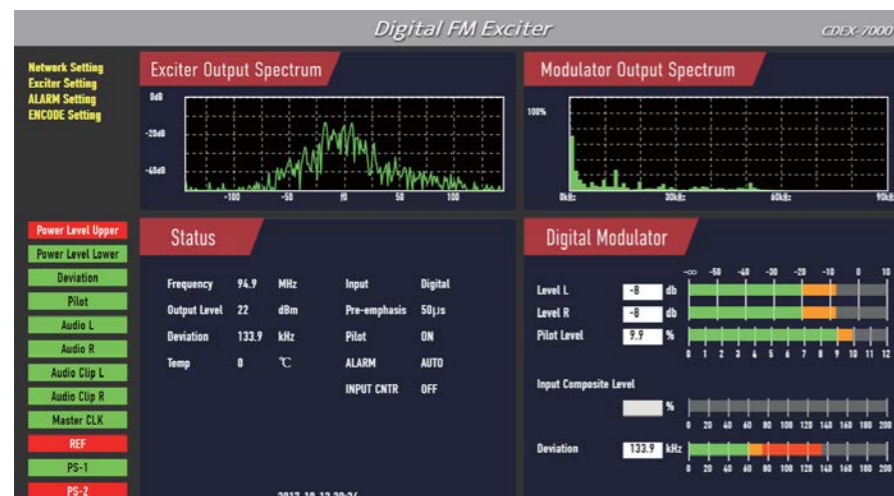 Digital FM Exciter
CDEX-7000
Network Setting
Exciter Setting
ALARM Setting
ENCODE Setting
Exciter Output Spectrum
0dB
-20dB
-40dB
-100 -50 f0 50 100
Modulator Output Spectrum
100%
0kHz 30kHz 60kHz 90kHz
Power Level Upper
Power Level Lower
Deviation
Pilot
Audio L
Audio R
Audio Clip L
Audio Clip R
Master CLK
REF
PS-1
PS-2
Status
Frequency 94.9 MHz Input Digital
Output Level 22 dBm Pre-emphasis 50µs
Deviation 133.9 kHz Pilot ON
Temp 0 ℃ ALARM AUTO
INPUT CNTR OFF
Digital Modulator
-∞ -50 -40 -30 -20 -10 0 10
Level L -8 db
Level R -8 db
Pilot Level 9.9 %
0 1 2 3 4 5 6 7 8 9 10 11 12
Input Composite Level
%
0 20 40 60 80 100 120 140 160 180 200
Deviation 133.9 kHz
0 20 40 60 80 100 120 140 160 180 200